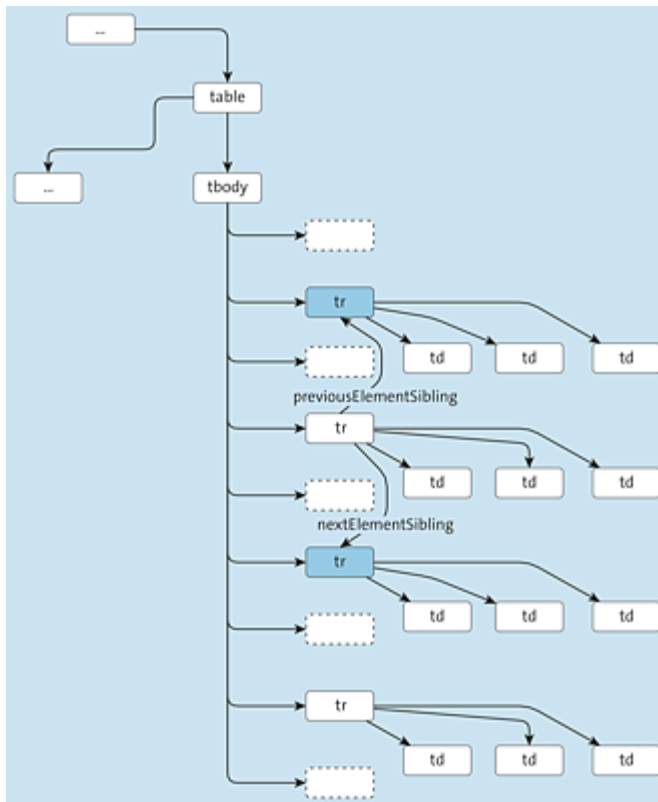 ...
table
...
tbody
tr
td td td
previousElementSibling
tr
td td td
nextElementSibling
tr
td td td
tr
td td td